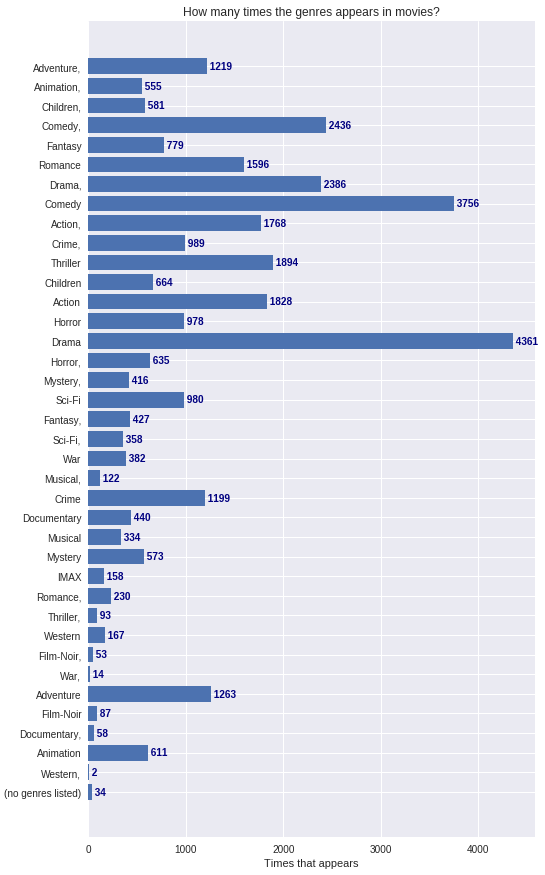 How many times the genres appears in movies?
Adventure, 1219
Animation, 555
Children, 581
Comedy, 2436
Fantasy 779
Romance 1596
Drama, 2386
Comedy 3756
Action, 1768
Crime, 989
Thriller 1894
Children 664
Action 1828
Horror 978
Drama 4361
Horror, 635
Mystery, 416
Sci-Fi 980
Fantasy, 427
Sci-Fi, 358
War 382
Musical, 122
Crime 1199
Documentary 440
Musical 334
Mystery 573
IMAX 158
Romance, 230
Thriller, 93
Western 167
Film-Noir, 53
War, 14
Adventure 1263
Film-Noir 87
Documentary, 58
Animation 611
Western, 2
(no genres listed) 34
0 1000 2000 3000 4000
Times that appears